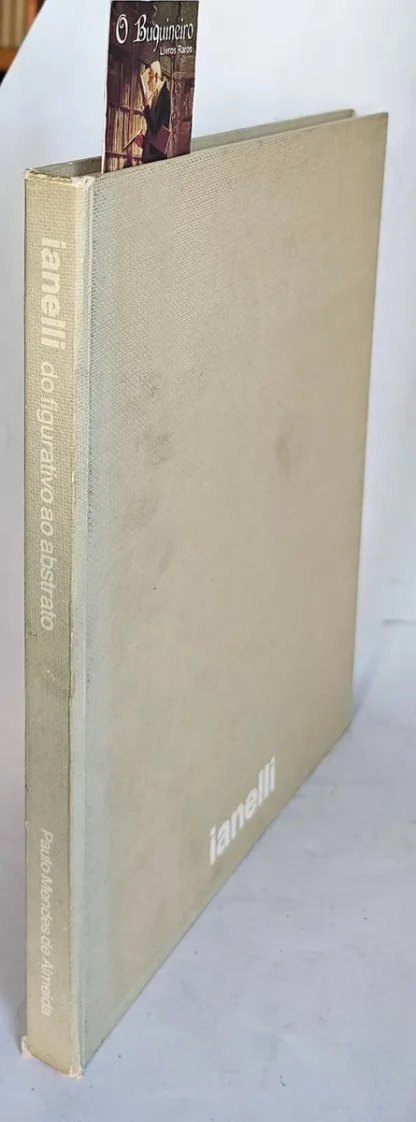 O Buquineiro
Livros Raros
ianelli do figurativo ao abstrato
Paulo Mendes de Almeida
ianelli